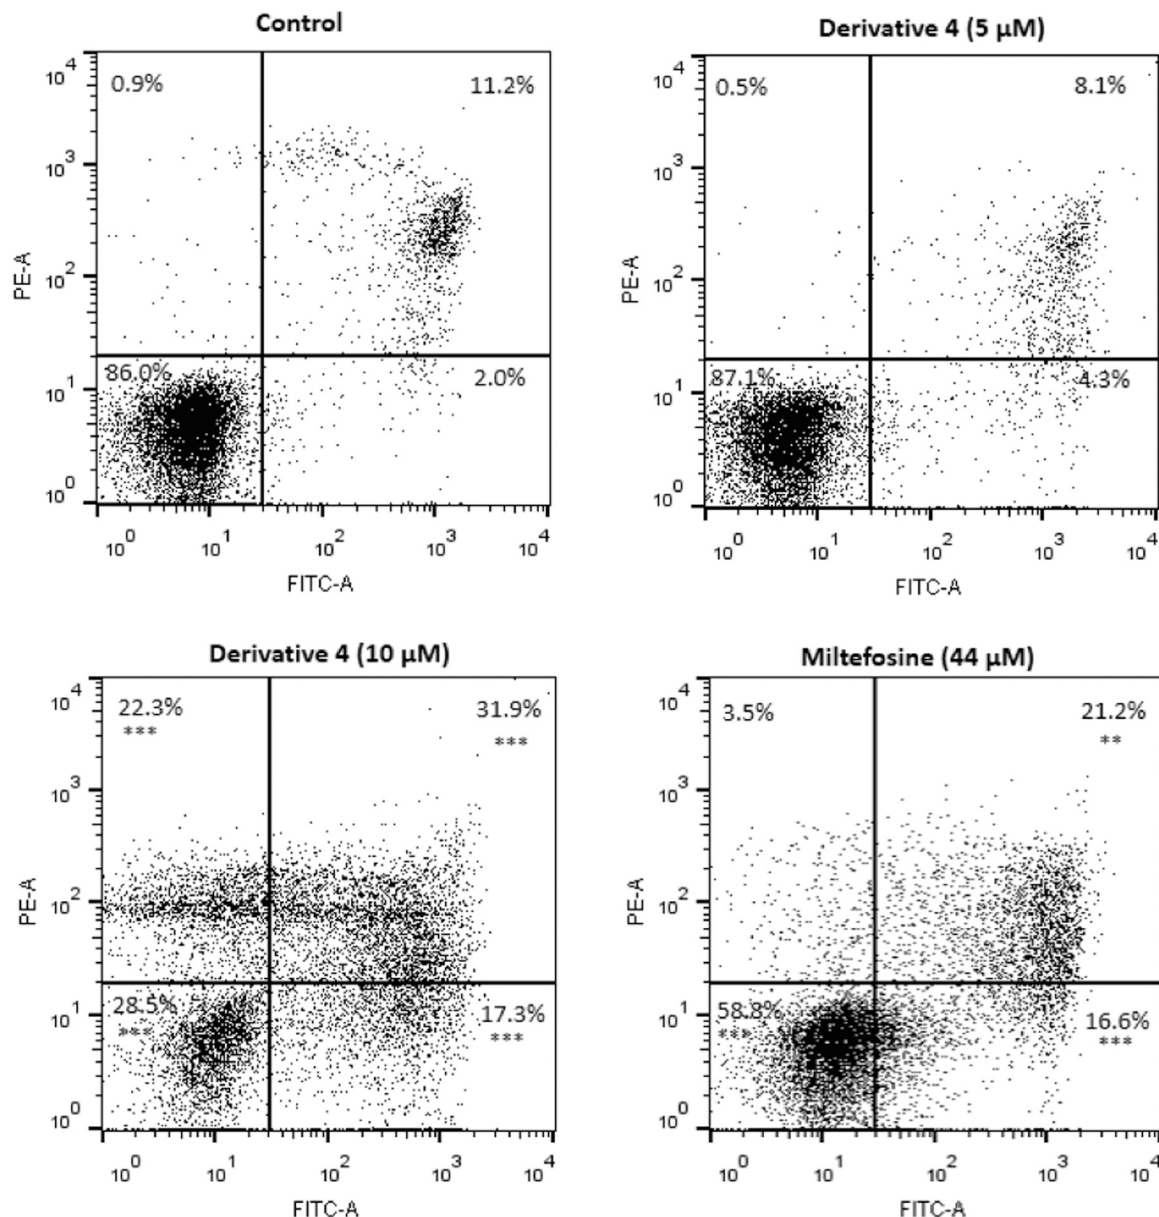 Control
10^4
0.9%
11.2%
10^3
PE-A
10^2
86.0%
2.0%
10^1
10^0
10^0 10^1 10^2 10^3 10^4
FITC-A
Derivative 4 (5 µM)
10^4
0.5%
8.1%
10^3
PE-A
10^2
87.1%
4.3%
10^1
10^0
10^0 10^1 10^2 10^3 10^4
FITC-A
Derivative 4 (10 µM)
10^4
22.3%
***
31.9%
***
10^3
PE-A
10^2
28.5%
***
17.3%
***
10^1
10^0
10^0 10^1 10^2 10^3 10^4
FITC-A
Miltefosine (44 µM)
10^4
3.5%
21.2%
**
10^3
PE-A
10^2
58.8%
***
16.6%
***
10^1
10^0
10^0 10^1 10^2 10^3 10^4
FITC-A